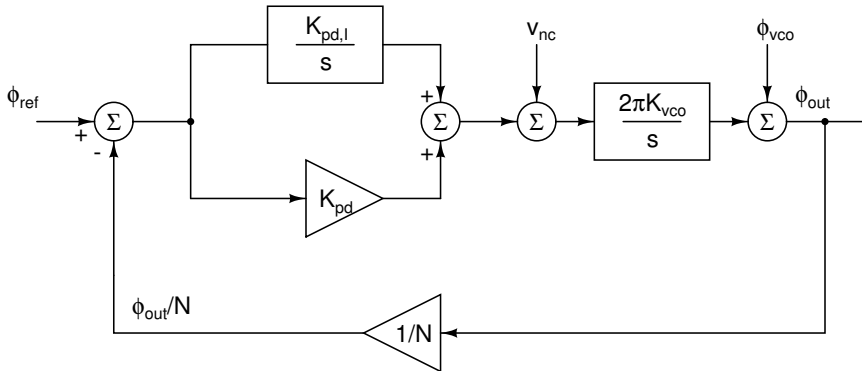 K_pd,I
s
v_nc
ϕ_vco
ϕ_ref
+
-
Σ
+
+
Σ
Σ
2πK_vco
s
Σ
ϕ_out
K_pd
ϕ_out/N
1/N